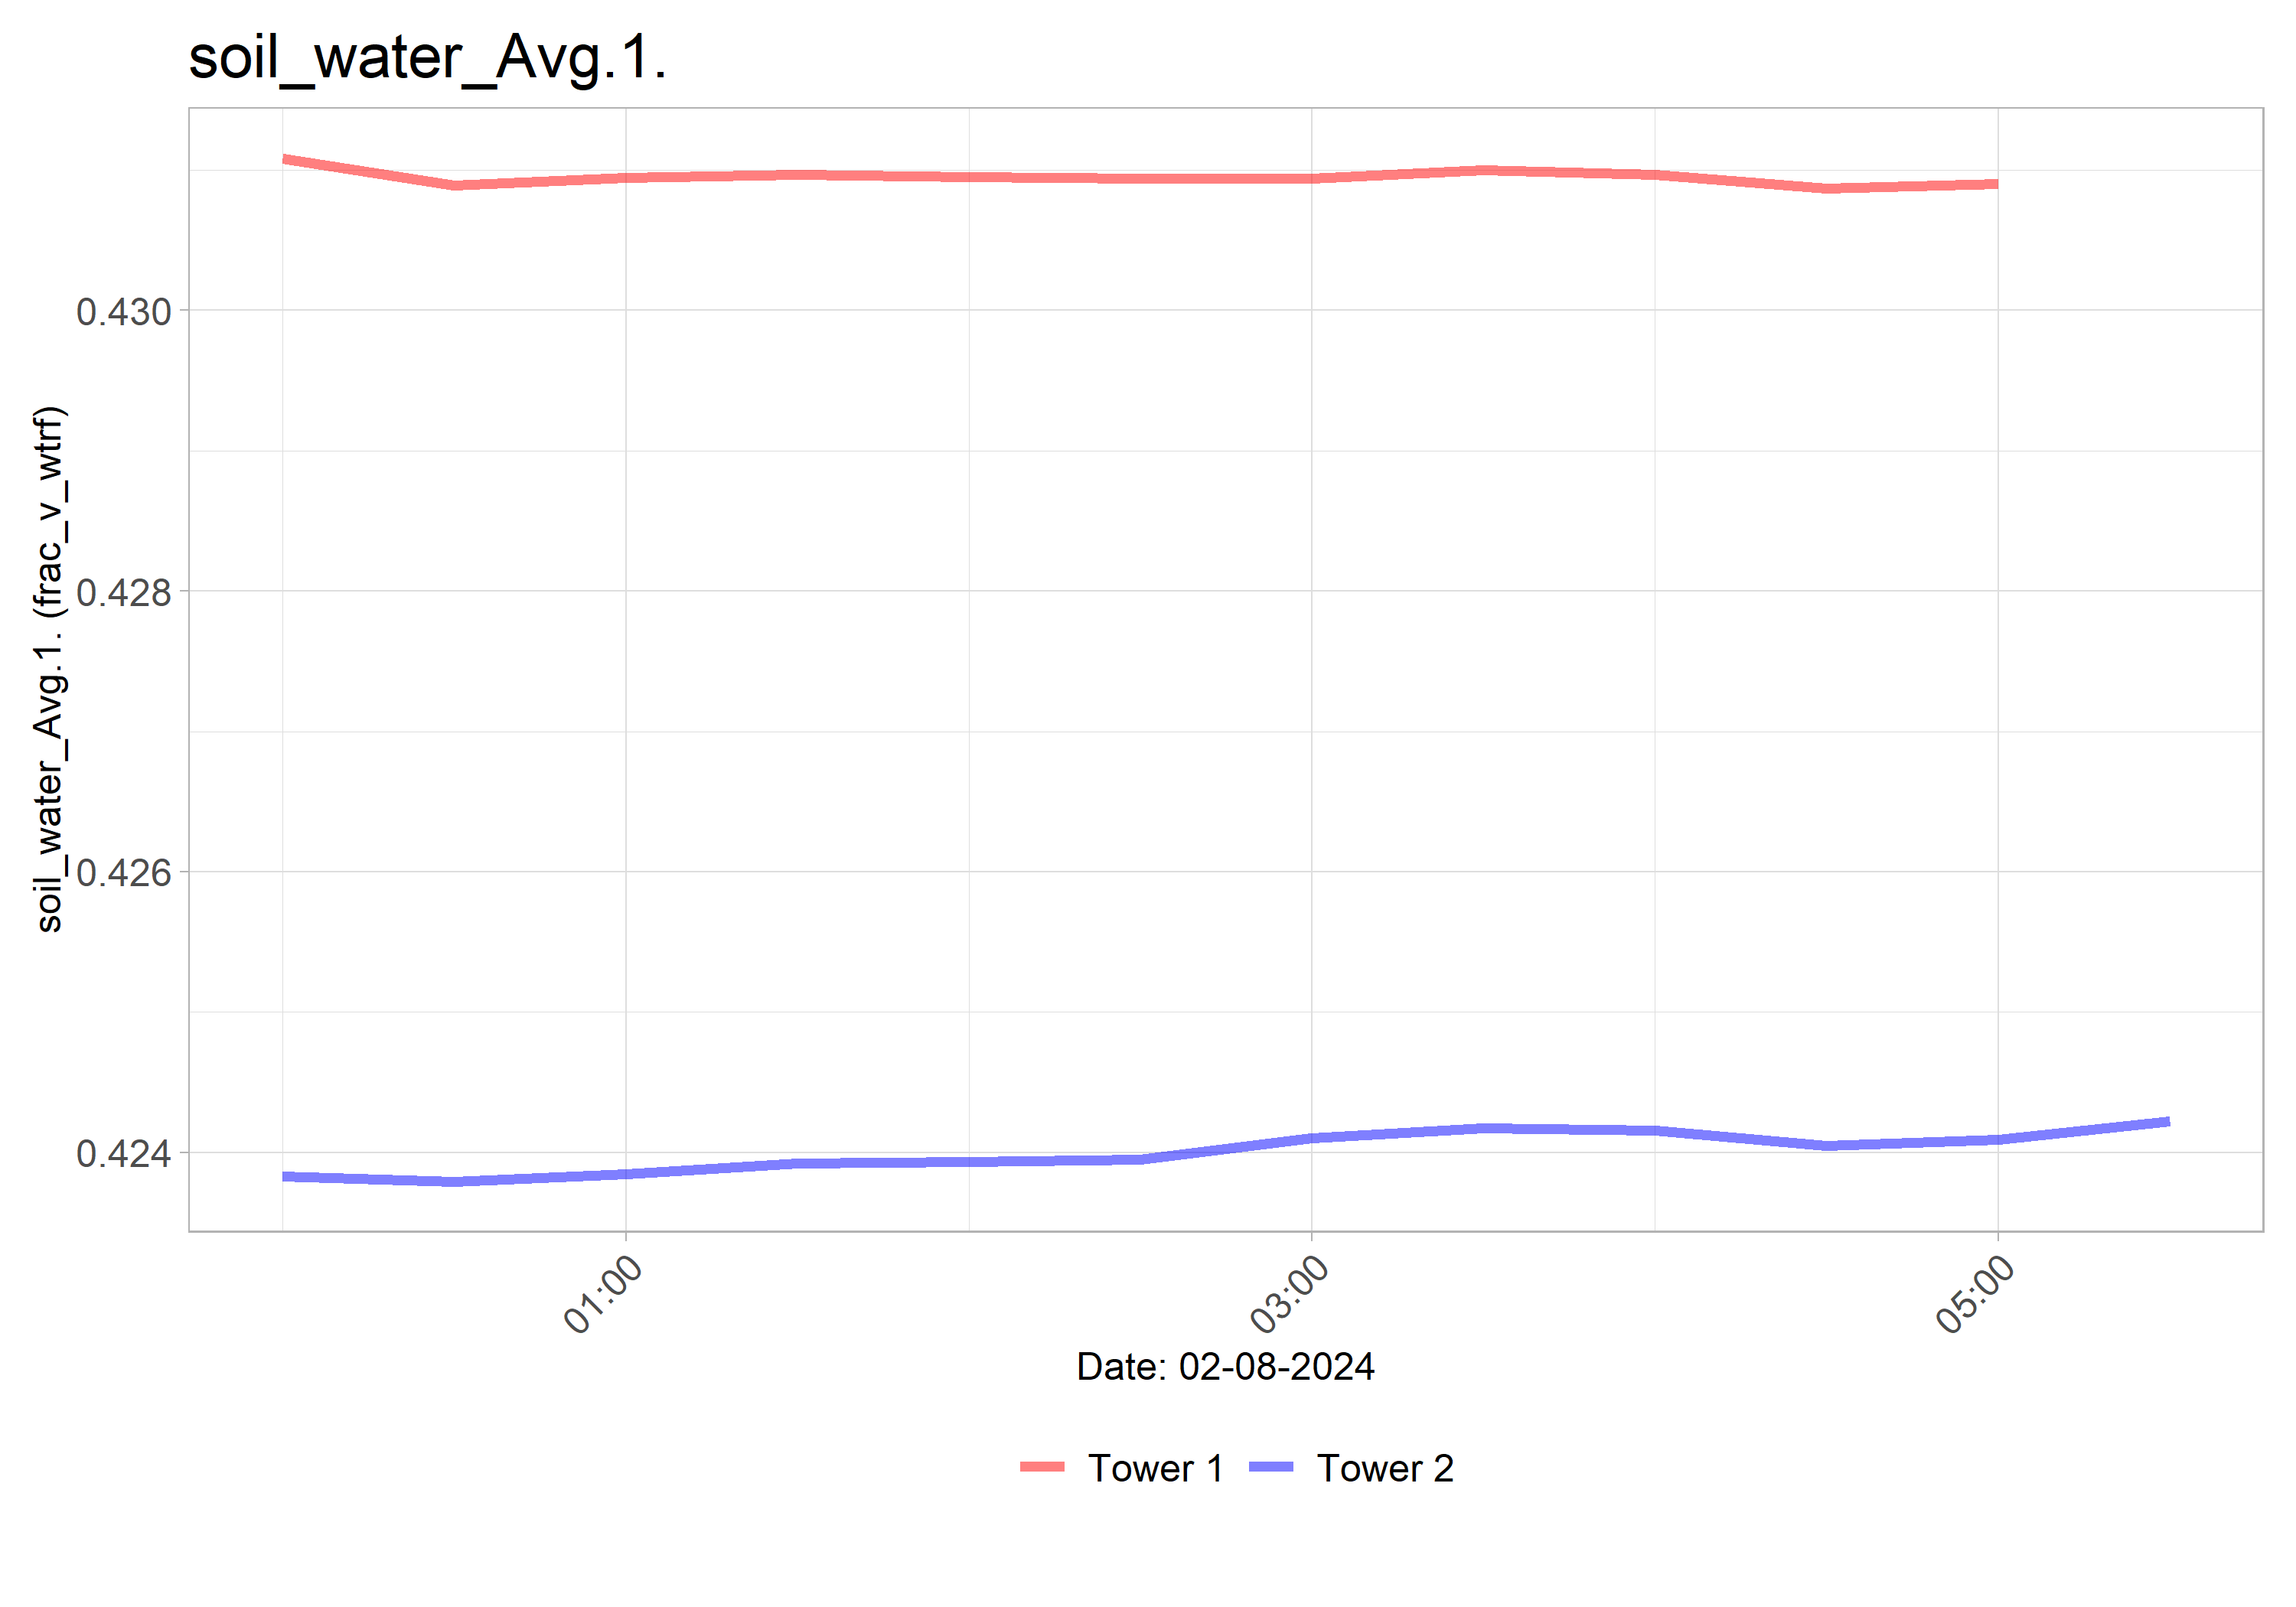 soil_water_Avg.1.
soil_water_Avg.1. (frac_v_wtrf)
0.430
0.428
0.426
0.424
01:00
03:00
05:00
Date: 02-08-2024
Tower 1
Tower 2